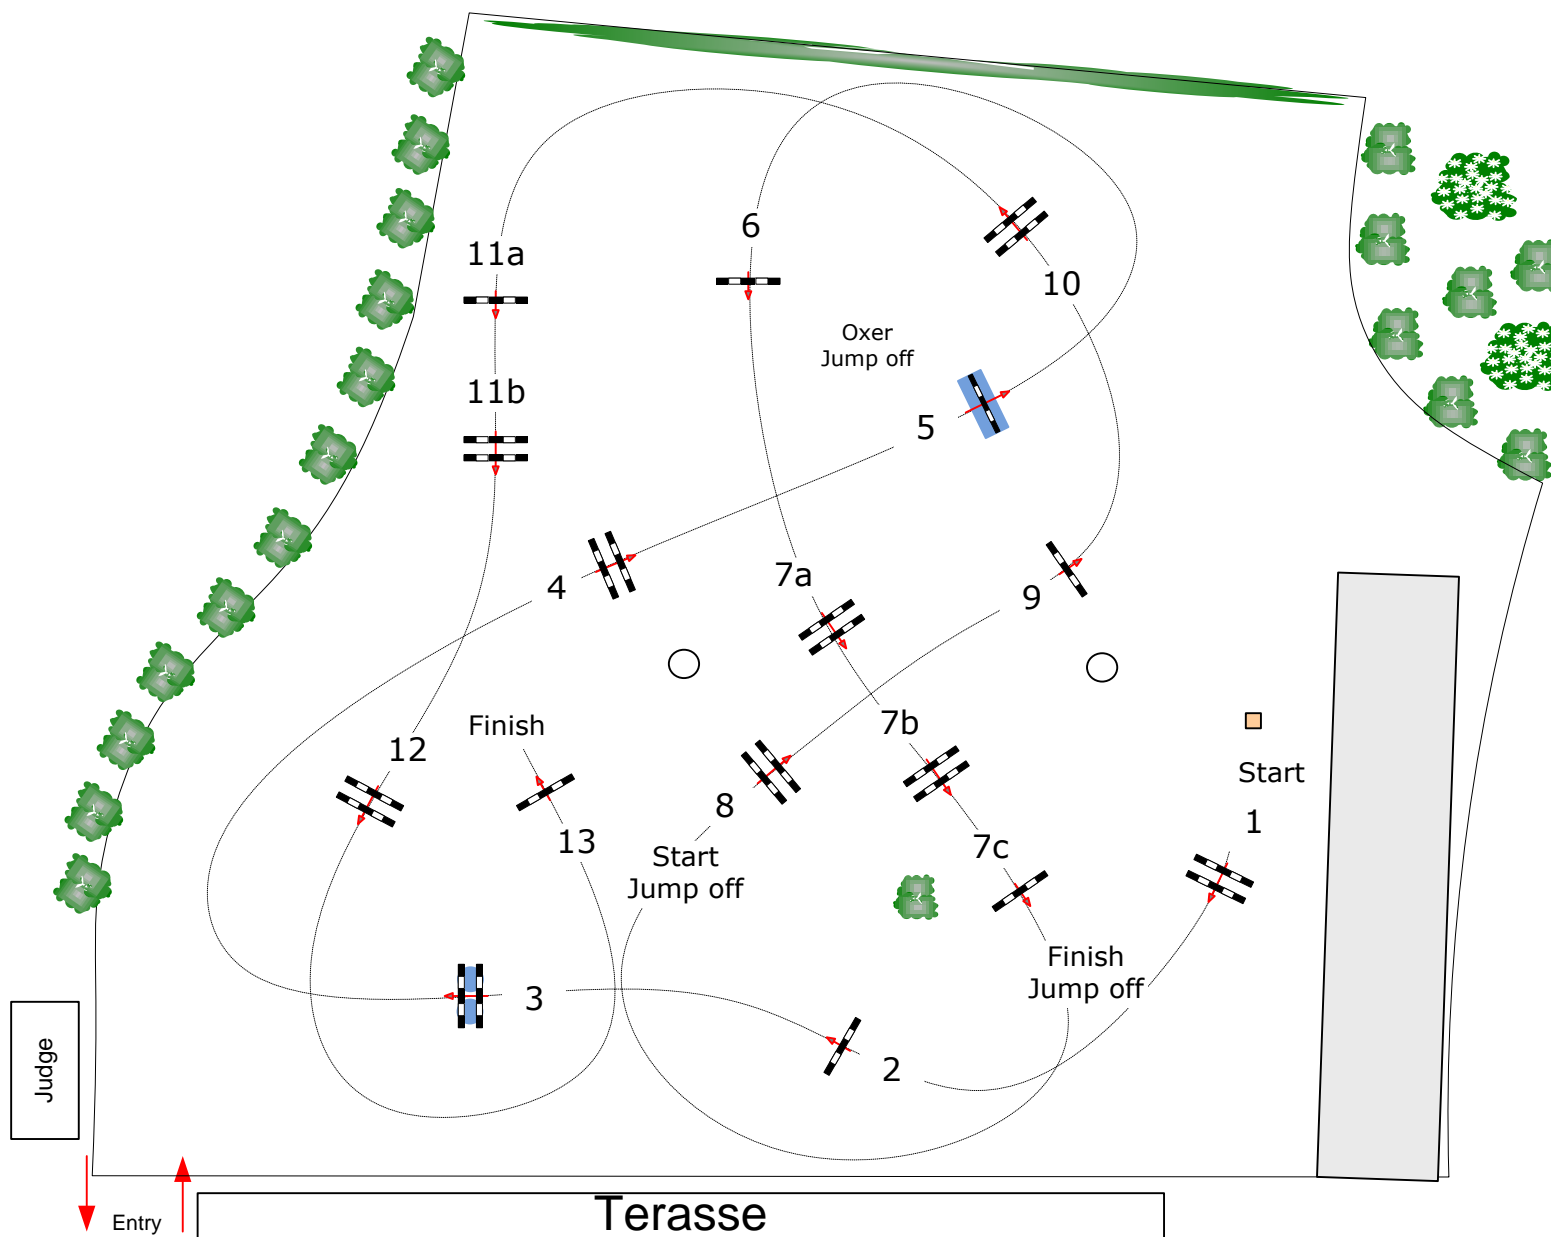 6
11a
10
Oxer
Jump off
11b
5
7a
4
9
7b
Finish
12
Start
1
8
13
7c
Start
Jump off
Finish
Jump off
3
2
Judge
Entry
Terasse